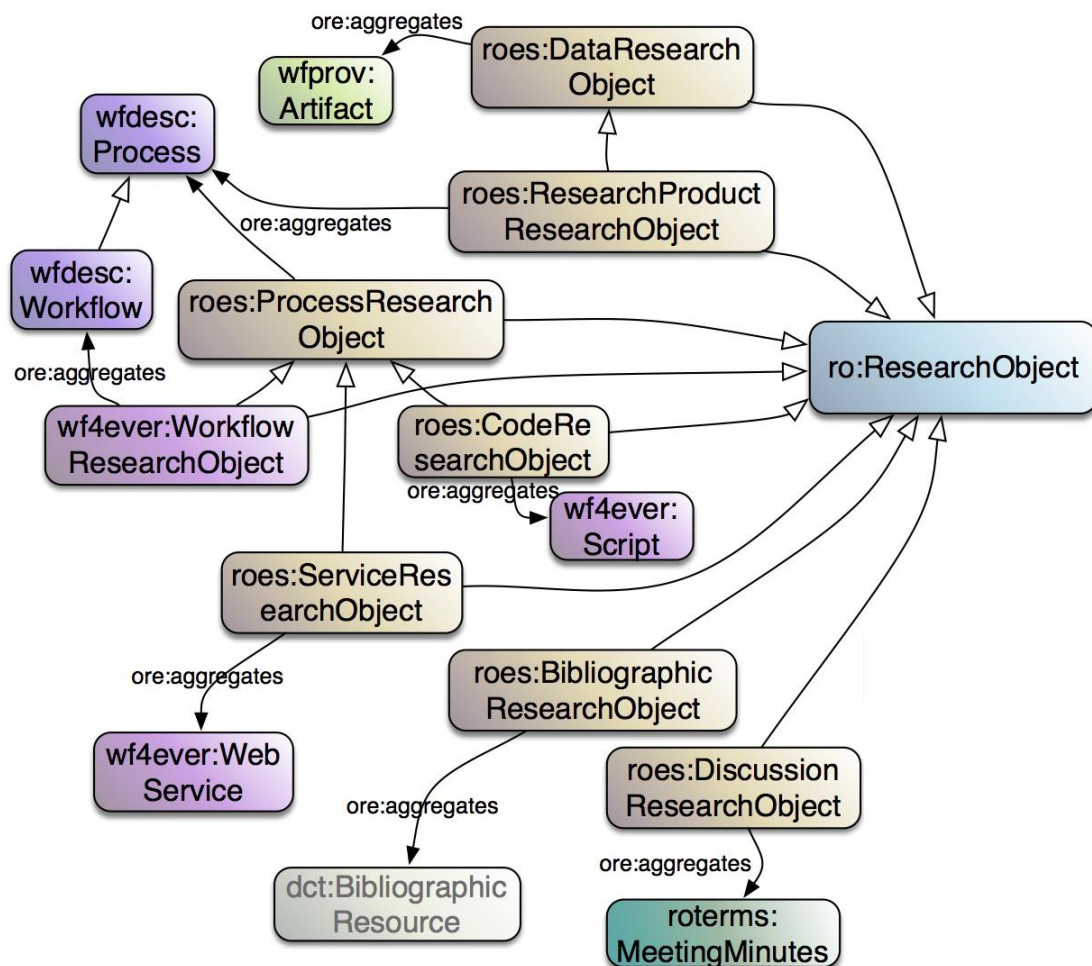 ore:aggregates
roes:DataResearch
Object
wfprov:
Artifact
wfdesc:
Process
roes:ResearchProduct
ResearchObject
ore:aggregates
wfdesc:
Workflow
roes:ProcessResearch
Object
ro:ResearchObject
ore:aggregates
wf4ever:Workflow
ResearchObject
roes:CodeRe
searchObject
ore:aggregates
wf4ever:
Script
roes:ServiceRes
earchObject
ore:aggregates
roes:Bibliographic
ResearchObject
wf4ever:Web
Service
roes:Discussion
ResearchObject
ore:aggregates
ore:aggregates
dct:Bibliographic
Resource
roterms:
MeetingMinutes